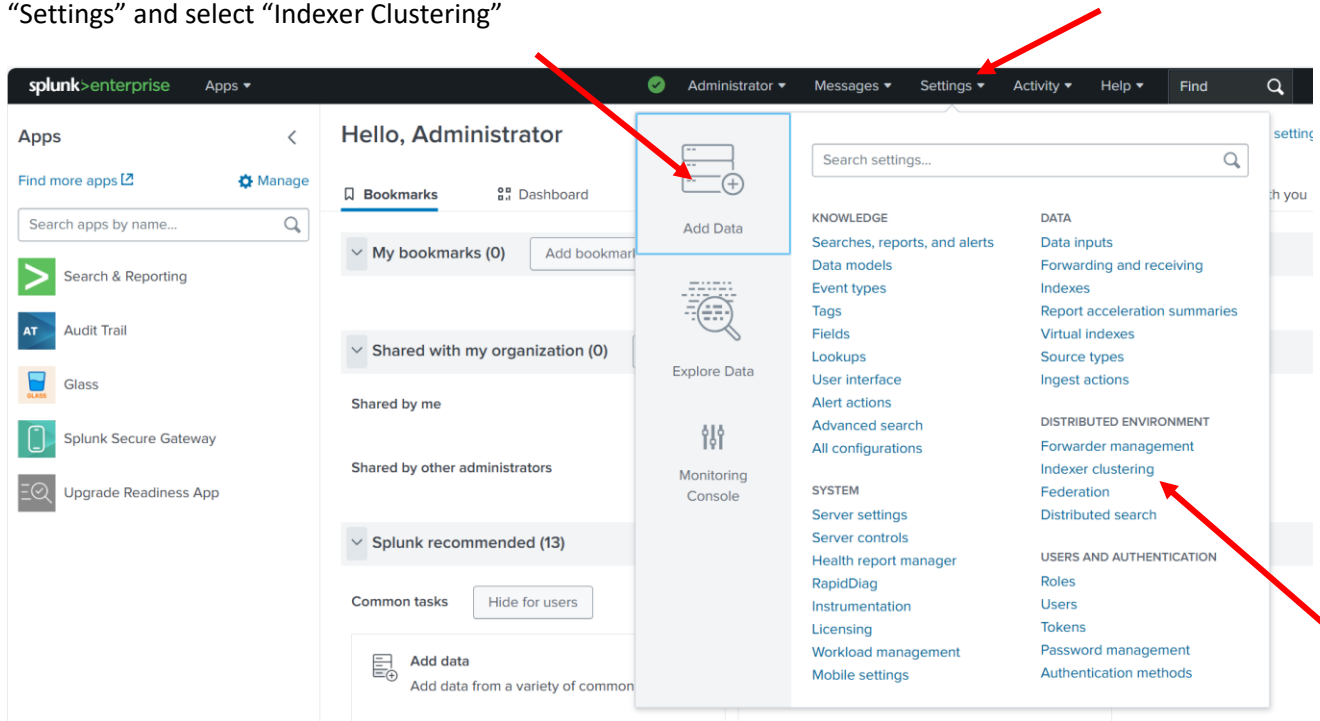 “Settings” and select “Indexer Clustering”
splunk>enterprise Apps Administrator Messages Settings Activity Help Find
Apps
Find more apps Manage
Search apps by name...
Search & Reporting
AT
Audit Trail
GLASS
Glass
Splunk Secure Gateway
Upgrade Readiness App
Hello, Administrator
Bookmarks Dashboard
My bookmarks (0) Add bookmar
Shared with my organization (0)
Shared by me
Shared by other administrators
Splunk recommended (13)
Common tasks Hide for users
Add data
Add data from a variety of common
Add Data
Explore Data
Monitoring
Console
Search settings...
KNOWLEDGE
Searches, reports, and alerts
Data models
Event types
Tags
Fields
Lookups
User interface
Alert actions
Advanced search
All configurations
SYSTEM
Server settings
Server controls
Health report manager
RapidDiag
Instrumentation
Licensing
Workload management
Mobile settings
DATA
Data inputs
Forwarding and receiving
Indexes
Report acceleration summaries
Virtual indexes
Source types
Ingest actions
DISTRIBUTED ENVIRONMENT
Forwarder management
Indexer clustering
Federation
Distributed search
USERS AND AUTHENTICATION
Roles
Users
Tokens
Password management
Authentication methods
setting
th you